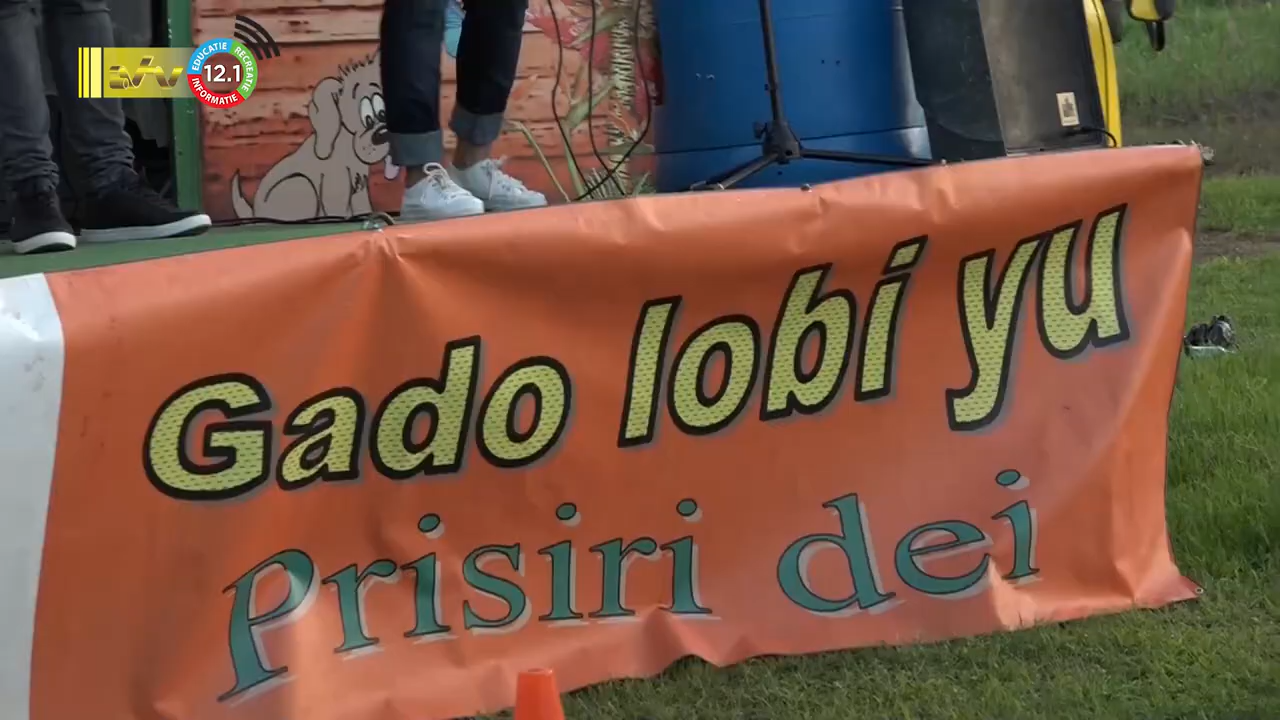 EDUCATIE
RECREATIE
INFORMATIE
12.1
Gado lobi yu
Prisiri dei